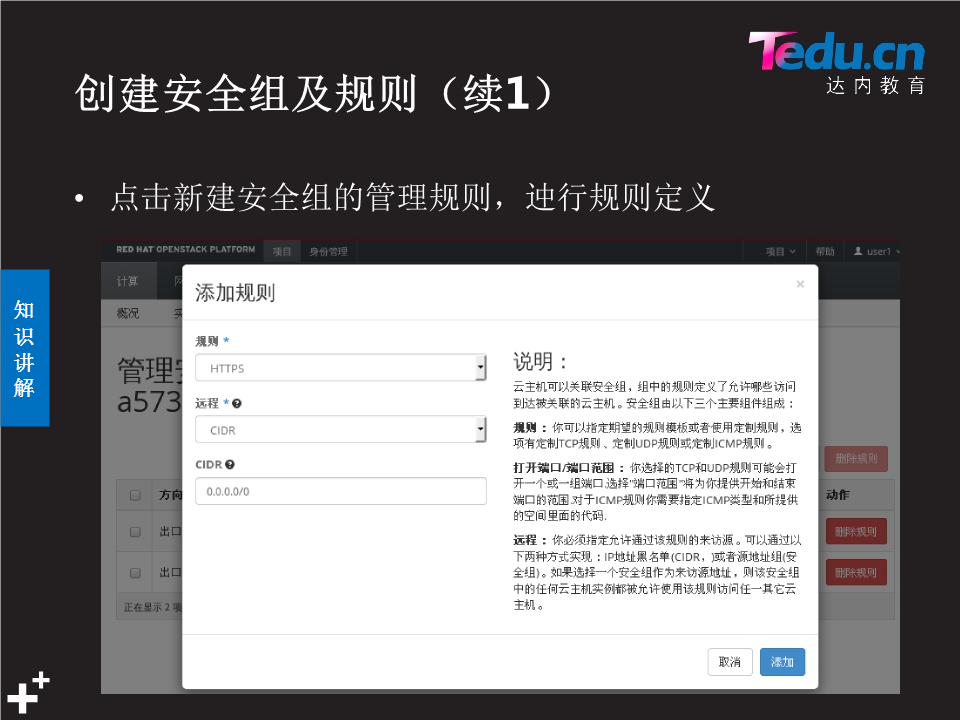 Tedu.cn
达内教育
创建安全组及规则（续1）
• 点击新建安全组的管理规则，进行规则定义
知识讲解
RED HAT OPENSTACK PLATFORM 项目 身份管理 项目 帮助 user1
计算
概况
管理
a573
删除规则
方向
动作
出口
删除规则
出口
删除规则
正在显示 2 项
添加规则
×
规则 *
HTTPS
远程 *
CIDR
CIDR
0.0.0.0/0
说明：
云主机可以关联安全组，组中的规则定义了允许哪些访问
到达被关联的云主机。安全组由以下三个主要组件组成：
规则： 你可以指定期望的规则模板或者使用定制规则，选
项有定制TCP规则、定制UDP规则或定制ICMP规则。
打开端口/端口范围： 你选择的TCP和UDP规则可能会打
开一个或一组端口.选择"端口范围"将为你提供开始和结束
端口的范围.对于ICMP规则你需要指定ICMP类型和所提供
的空间里面的代码.
远程： 你必须指定允许通过该规则的来访源。可以通过以
下两种方式实现：IP地址黑名单(CIDR，)或者源地址组(安
全组)。如果选择一个安全组作为来访源地址，则该安全组
中的任何云主机实例都被允许使用该规则访问任一其它云
主机。
取消 添加